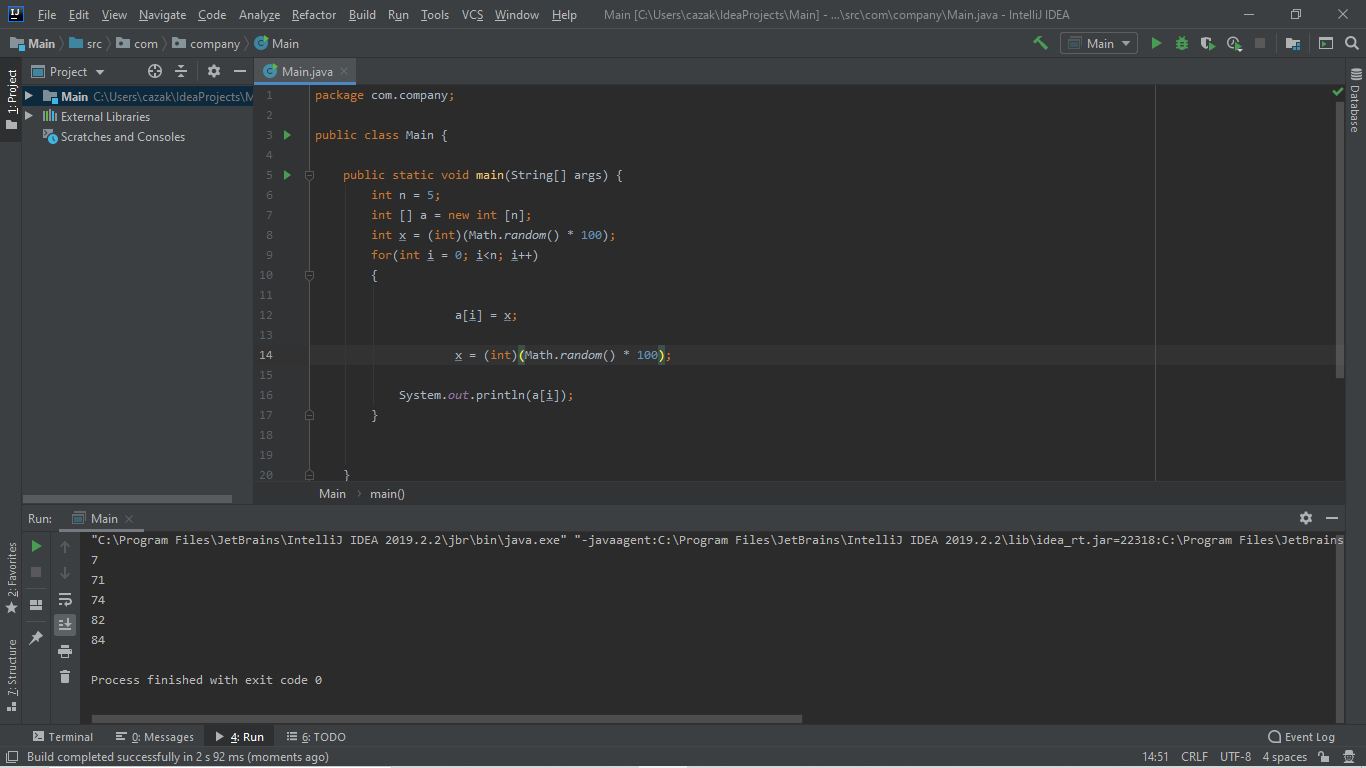 File Edit View Navigate Code Analyze Refactor Build Run Tools VCS Window Help Main [C:\Users\cazak\IdeaProjects\Main] - ...\src\com\company\Main.java - IntelliJ IDEA
Main src com company Main Main
1: Project
Project
Main.java
Main C:\Users\cazak\IdeaProjects\M
External Libraries
Scratches and Consoles
1 package com.company;
2
3 public class Main {
4
5 public static void main(String[] args) {
6 int n = 5;
7 int [] a = new int [n];
8 int x = (int)(Math.random() * 100);
9 for(int i = 0; i<n; i++)
10 {
11
12 a[i] = x;
13
14 x = (int)(Math.random() * 100);
15
16 System.out.println(a[i]);
17 }
18
19
20 }
Database
Main main()
Run: Main
"C:\Program Files\JetBrains\IntelliJ IDEA 2019.2.2\jbr\bin\java.exe" "-javaagent:C:\Program Files\JetBrains\IntelliJ IDEA 2019.2.2\lib\idea_rt.jar=22318:C:\Program Files\JetBrains
7
71
74
82
84
Process finished with exit code 0
2: Favorites
7: Structure
Terminal 0: Messages 4: Run 6: TODO Event Log
Build completed successfully in 2 s 92 ms (moments ago) 14:51 CRLF UTF-8 4 spaces